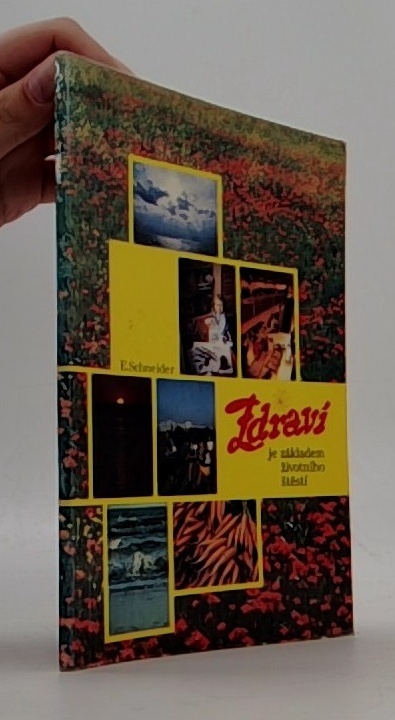 E.Schneider
Zdraví
je základem
životního
štěstí